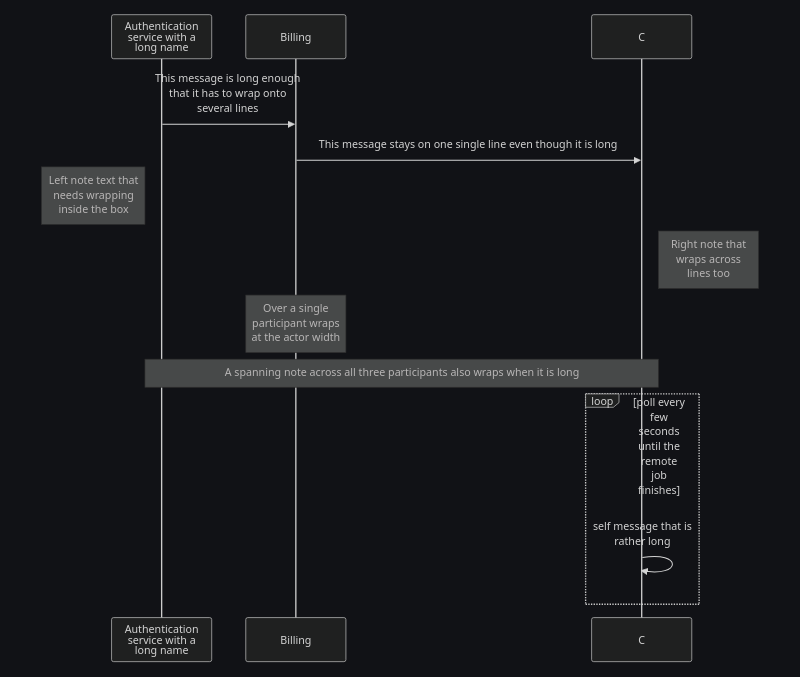 Authentication
service with a
long name
Billing
C
This message is long enough
that it has to wrap onto
several lines
This message stays on one single line even though it is long
Left note text that
needs wrapping
inside the box
Right note that
wraps across
lines too
Over a single
participant wraps
at the actor width
A spanning note across all three participants also wraps when it is long
loop
[poll every
few
seconds
until the
remote
job
finishes]
self message that is
rather long
Authentication
service with a
long name
Billing
C